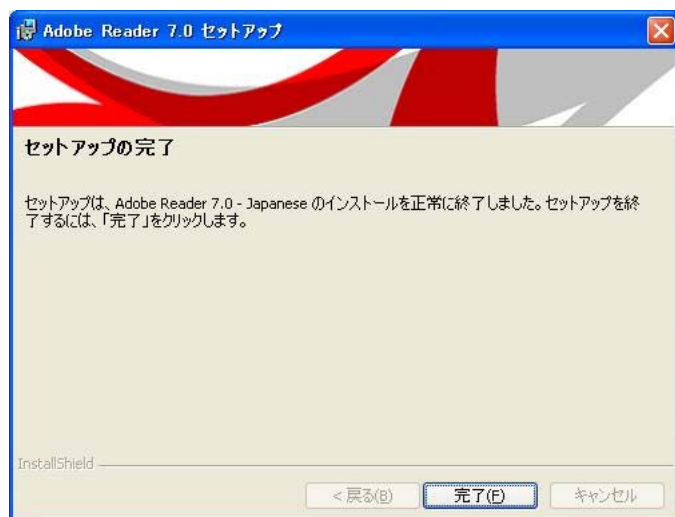 Adobe Reader 7.0 セットアップ
セットアップの完了
セットアップは、Adobe Reader 7.0 - Japanese のインストールを正常に終了しました。セットアップを終
了するには、「完了」をクリックします。
InstallShield
< 戻る(B) 完了(F) キャンセル